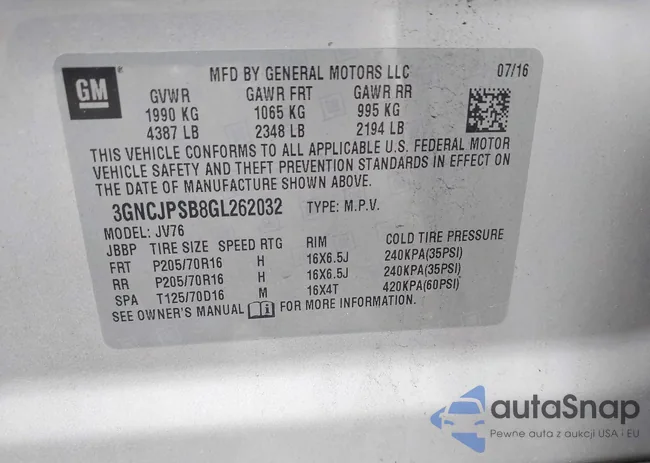 GM
MFD BY GENERAL MOTORS LLC 07/16
GVWR GAWR FRT GAWR RR
1990 KG 1065 KG 995 KG
4387 LB 2348 LB 2194 LB
THIS VEHICLE CONFORMS TO ALL APPLICABLE U.S. FEDERAL MOTOR
VEHICLE SAFETY AND THEFT PREVENTION STANDARDS IN EFFECT ON
THE DATE OF MANUFACTURE SHOWN ABOVE.
3GNCJPSB8GL262032 TYPE: M.P.V.
MODEL: JV76
JBBP TIRE SIZE SPEED RTG RIM COLD TIRE PRESSURE
FRT P205/70R16 H 16X6.5J 240KPA(35PSI)
RR P205/70R16 H 16X6.5J 240KPA(35PSI)
SPA T125/70D16 M 16X4T 420KPA(60PSI)
SEE OWNER'S MANUAL FOR MORE INFORMATION.
autaSnap
Pewne auta z aukcji USA i EU